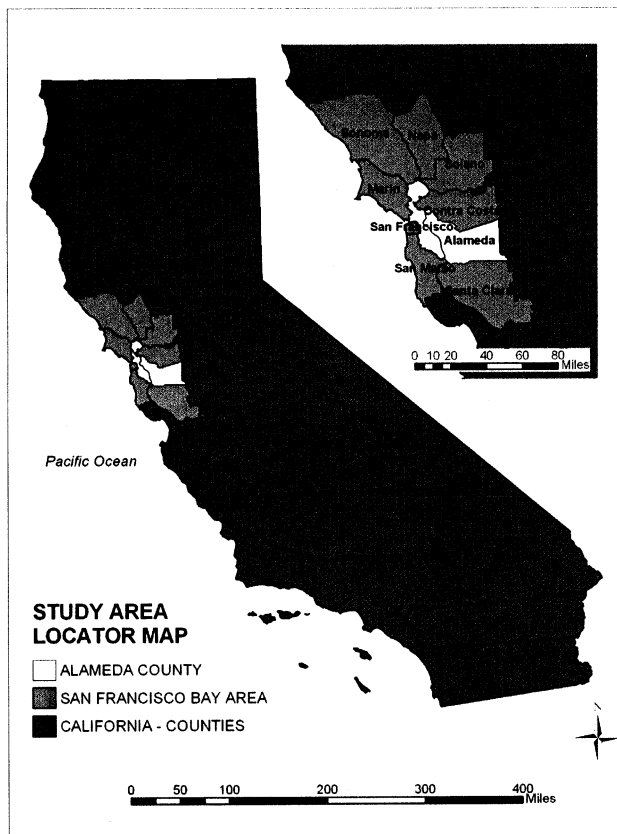 Sonoma
Napa
Solano
Marin
Contra Costa
San Francisco
Alameda
San Mateo
Santa Clara
0 10 20 40 60 80
Miles
Pacific Ocean
STUDY AREA
LOCATOR MAP
ALAMEDA COUNTY
SAN FRANCISCO BAY AREA
CALIFORNIA - COUNTIES
N
0 50 100 200 300 400
Miles